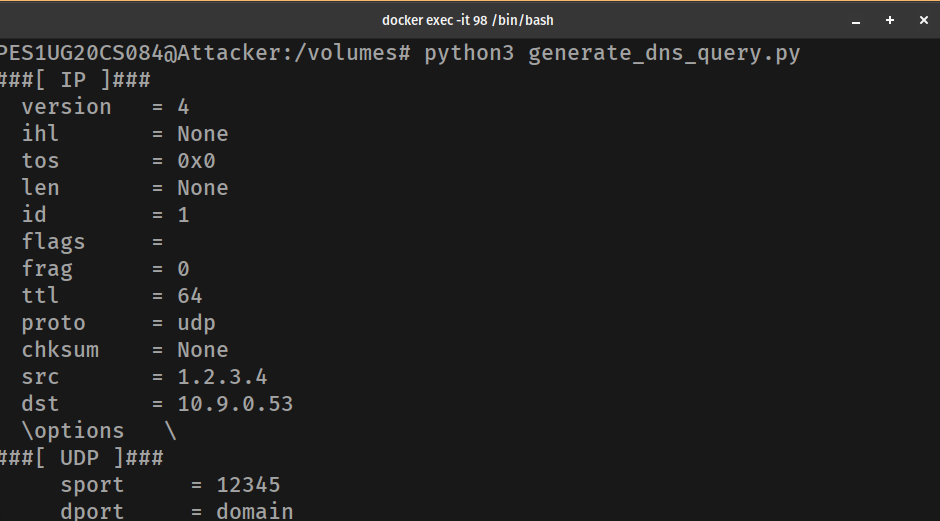 docker exec -it 98 /bin/bash
PES1UG20CS084@Attacker:/volumes# python3 generate_dns_query.py
###[ IP ]###
  version   = 4
  ihl       = None
  tos       = 0x0
  len       = None
  id        = 1
  flags     =
  frag      = 0
  ttl       = 64
  proto     = udp
  chksum    = None
  src       = 1.2.3.4
  dst       = 10.9.0.53
  \options   \
###[ UDP ]###
     sport     = 12345
     dport     = domain